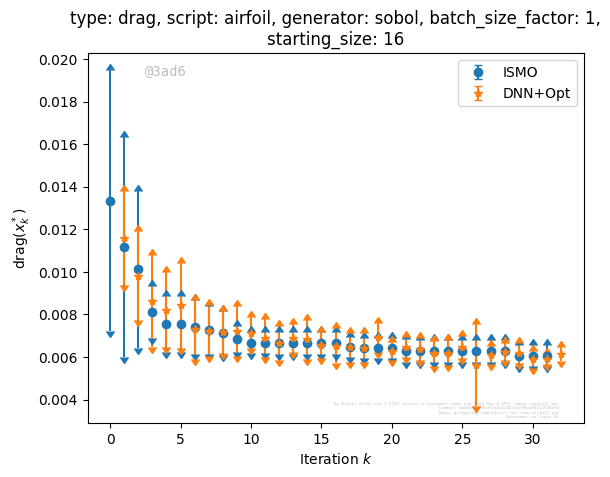 type: drag, script: airfoil, generator: sobol, batch_size_factor: 1,
starting_size: 16
@3ad6
ISMO
DNN+Opt
0.020
0.018
0.016
0.014
0.012
0.010
0.008
0.006
0.004
drag(x*k)
0 5 10 15 20 25 30
Iteration k